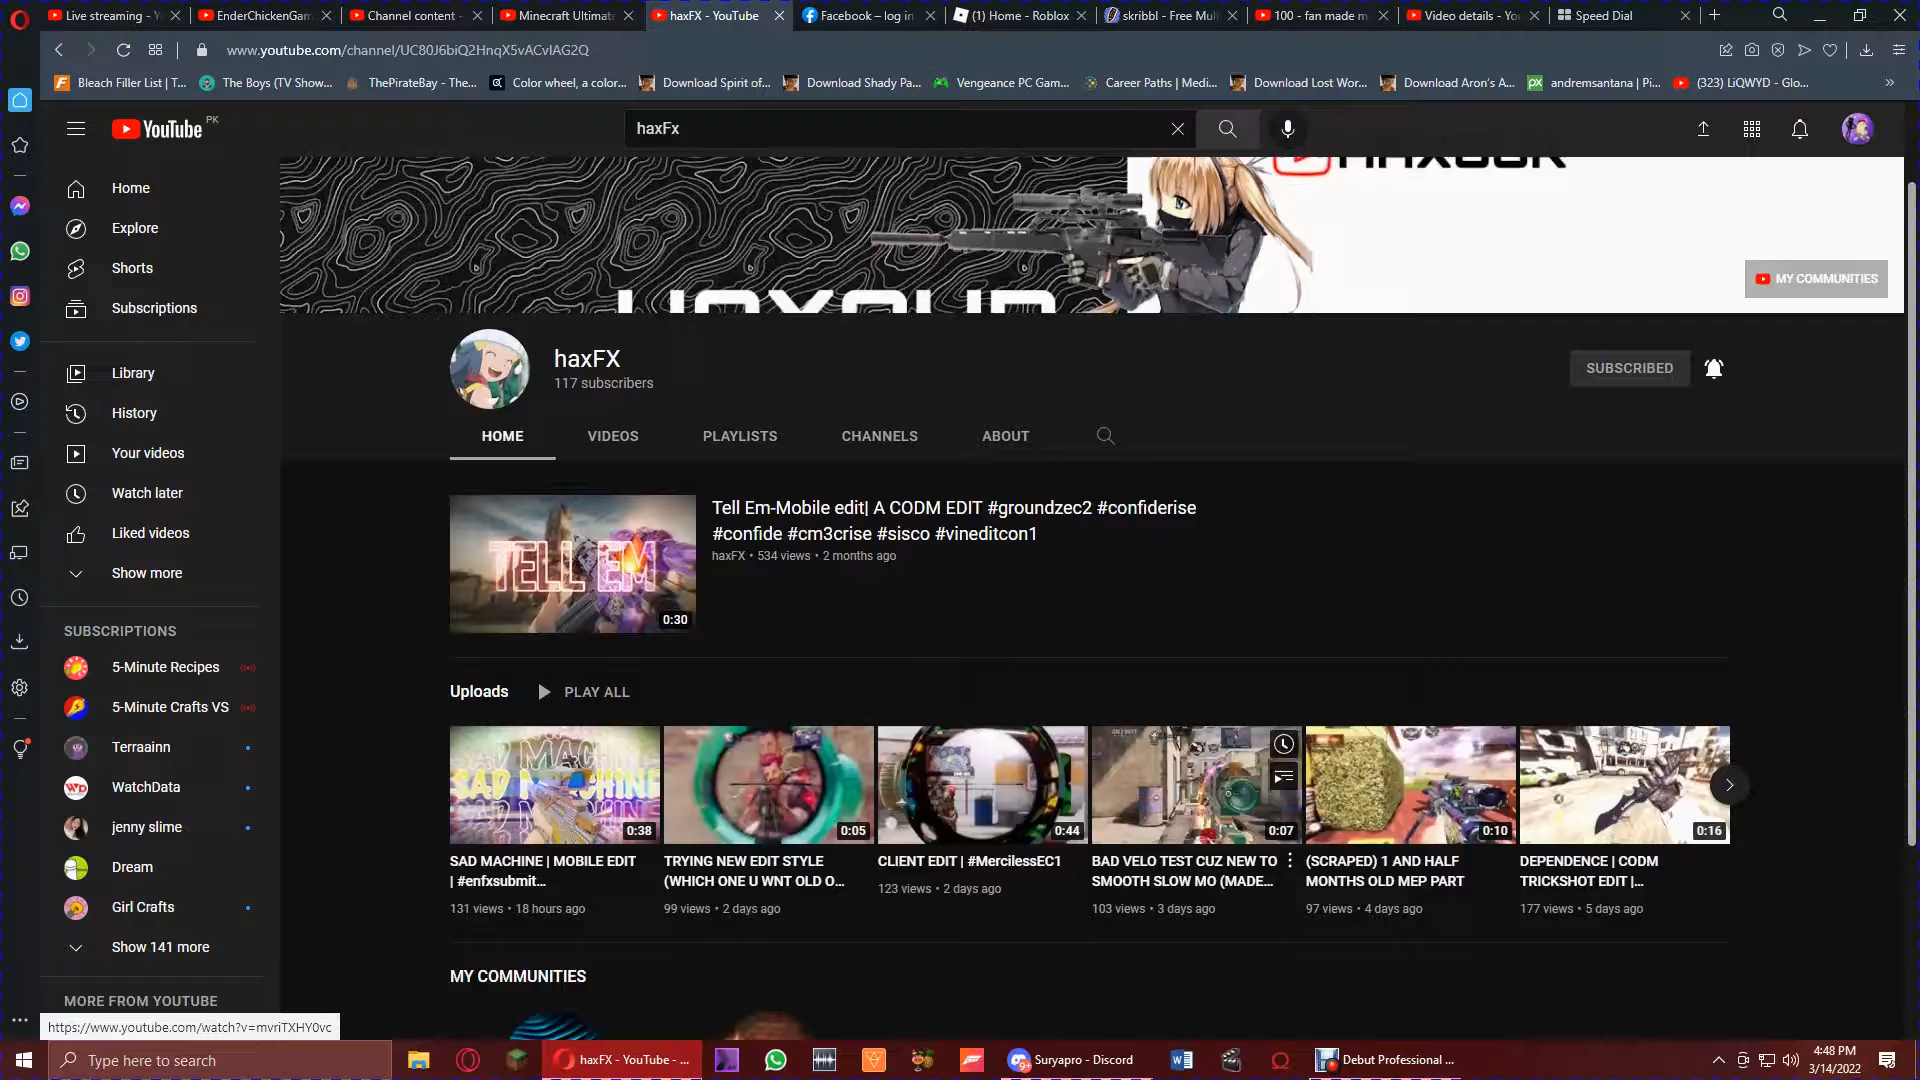 Live streaming - Y
EnderChickenGam
Channel content -
Minecraft Ultimate
haxFX - YouTube
Facebook – log in
(1) Home - Roblox
skribbl - Free Mul
100 - fan made m
Video details - Yo
Speed Dial
www.youtube.com/channel/UC80J6biQ2HnqX5vACvlAG2Q
Bleach Filler List | T...
The Boys (TV Show...
ThePirateBay - The...
Color wheel, a color...
Download Spirit of...
Download Shady Pa...
Vengeance PC Gam...
Career Paths | Medi...
Download Lost Wor...
Download Aron's A...
andremsantana | Pi...
(323) LiQWYD - Glo...
YouTube PK
haxFx
Home
Explore
Shorts
Subscriptions
Library
History
Your videos
Watch later
Liked videos
Show more
SUBSCRIPTIONS
5-Minute Recipes
5-Minute Crafts VS
Terraainn
WatchData
jenny slime
Dream
Girl Crafts
Show 141 more
MORE FROM YOUTUBE
MY COMMUNITIES
haxFX
117 subscribers
SUBSCRIBED
HOME
VIDEOS
PLAYLISTS
CHANNELS
ABOUT
TELL EM
0:30
Tell Em-Mobile edit| A CODM EDIT #groundzec2 #confiderise
#confide #cm3crise #sisco #vineditcon1
haxFX • 534 views • 2 months ago
Uploads
PLAY ALL
SAD MACHINE
0:38
0:05
0:44
0:07
0:10
0:16
SAD MACHINE | MOBILE EDIT
| #enfxsubmit...
131 views • 18 hours ago
TRYING NEW EDIT STYLE
(WHICH ONE U WNT OLD O...
99 views • 2 days ago
CLIENT EDIT | #MercilessEC1
123 views • 2 days ago
BAD VELO TEST CUZ NEW TO
SMOOTH SLOW MO (MADE...
103 views • 3 days ago
(SCRAPED) 1 AND HALF
MONTHS OLD MEP PART
97 views • 4 days ago
DEPENDENCE | CODM
TRICKSHOT EDIT |...
177 views • 5 days ago
MY COMMUNITIES
https://www.youtube.com/watch?v=mvriTXHY0vc
Type here to search
haxFX - YouTube - ...
Suryapro - Discord
Debut Professional ...
4:48 PM
3/14/2022